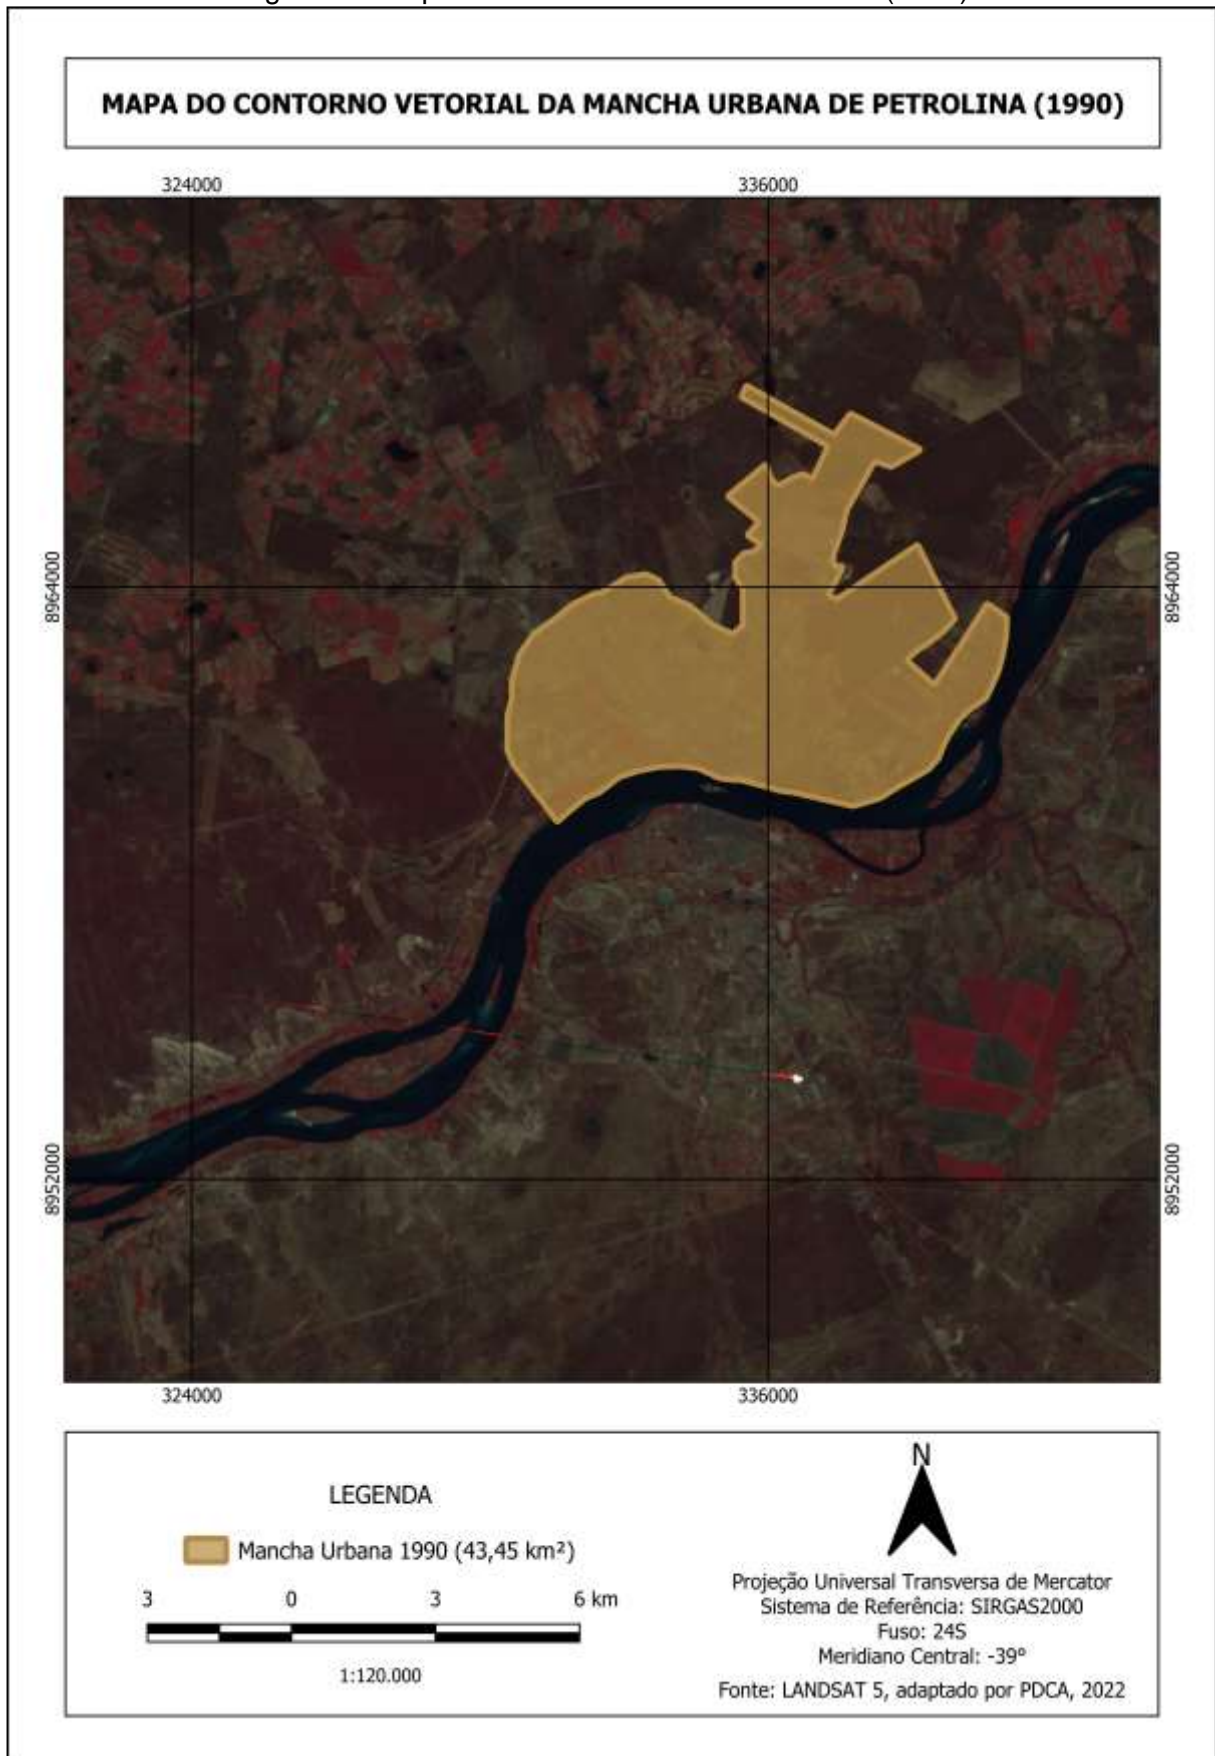 MAPA DO CONTORNO VETORIAL DA MANCHA URBANA DE PETROLINA (1990)
324000 336000
8964000 8964000
8952000 8952000
324000 336000
LEGENDA
Mancha Urbana 1990 (43,45 km²)
3 0 3 6 km
1:120.000
N
Projeção Universal Transversa de Mercator
Sistema de Referência: SIRGAS2000
Fuso: 24S
Meridiano Central: -39°
Fonte: LANDSAT 5, adaptado por PDCA, 2022